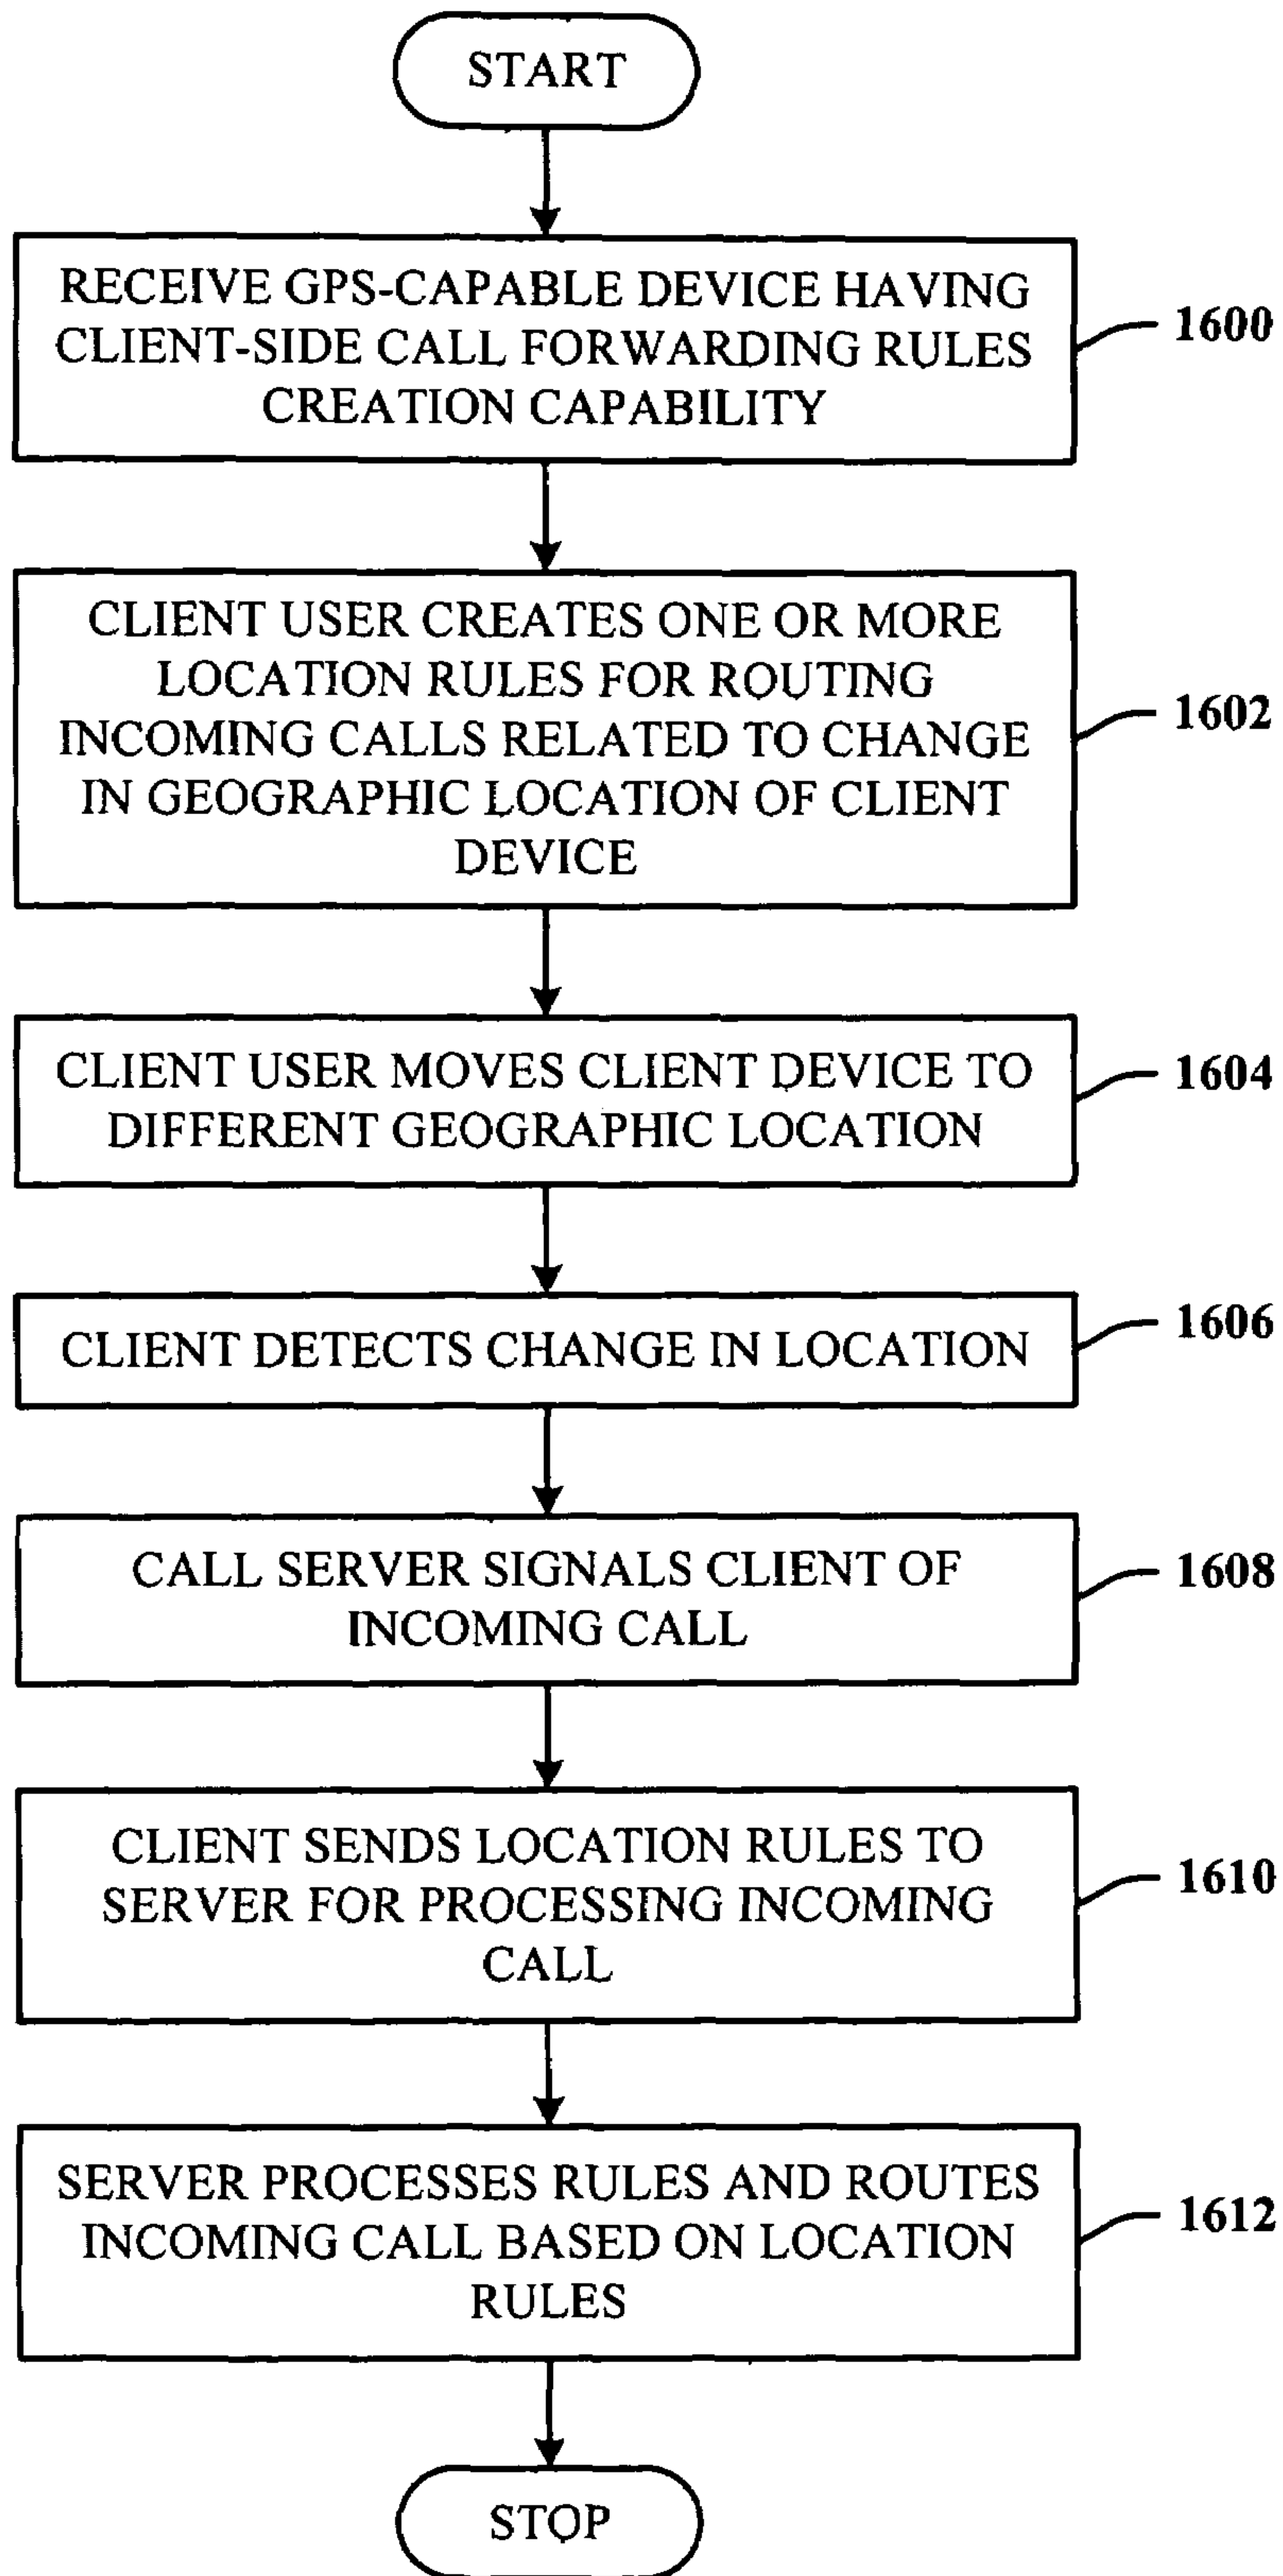 START
RECEIVE GPS-CAPABLE DEVICE HAVING
CLIENT-SIDE CALL FORWARDING RULES
CREATION CAPABILITY
1600
CLIENT USER CREATES ONE OR MORE
LOCATION RULES FOR ROUTING
INCOMING CALLS RELATED TO CHANGE
IN GEOGRAPHIC LOCATION OF CLIENT
DEVICE
1602
CLIENT USER MOVES CLIENT DEVICE TO
DIFFERENT GEOGRAPHIC LOCATION
1604
CLIENT DETECTS CHANGE IN LOCATION
1606
CALL SERVER SIGNALS CLIENT OF
INCOMING CALL
1608
CLIENT SENDS LOCATION RULES TO
SERVER FOR PROCESSING INCOMING
CALL
1610
SERVER PROCESSES RULES AND ROUTES
INCOMING CALL BASED ON LOCATION
RULES
1612
STOP